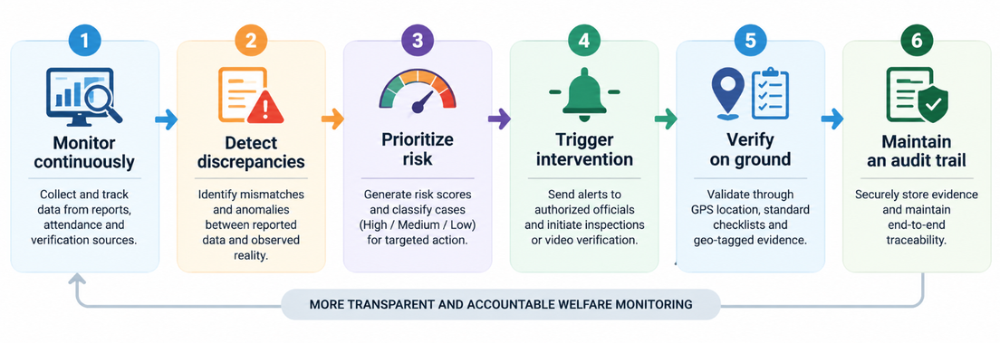 1
Monitor
continuously
Collect and track
data from reports,
attendance and
verification sources.
2
Detect
discrepancies
Identify mismatches
and anomalies
between reported
data and observed
reality.
3
Prioritize
risk
Generate risk scores
and classify cases
(High / Medium / Low)
for targeted action.
4
Trigger
intervention
Send alerts to
authorized officials
and initiate inspections
or video verification.
5
Verify
on ground
Validate through
GPS location, standard
checklists and
geo-tagged evidence.
6
Maintain
an audit trail
Securely store evidence
and maintain
end-to-end
traceability.
MORE TRANSPARENT AND ACCOUNTABLE WELFARE MONITORING